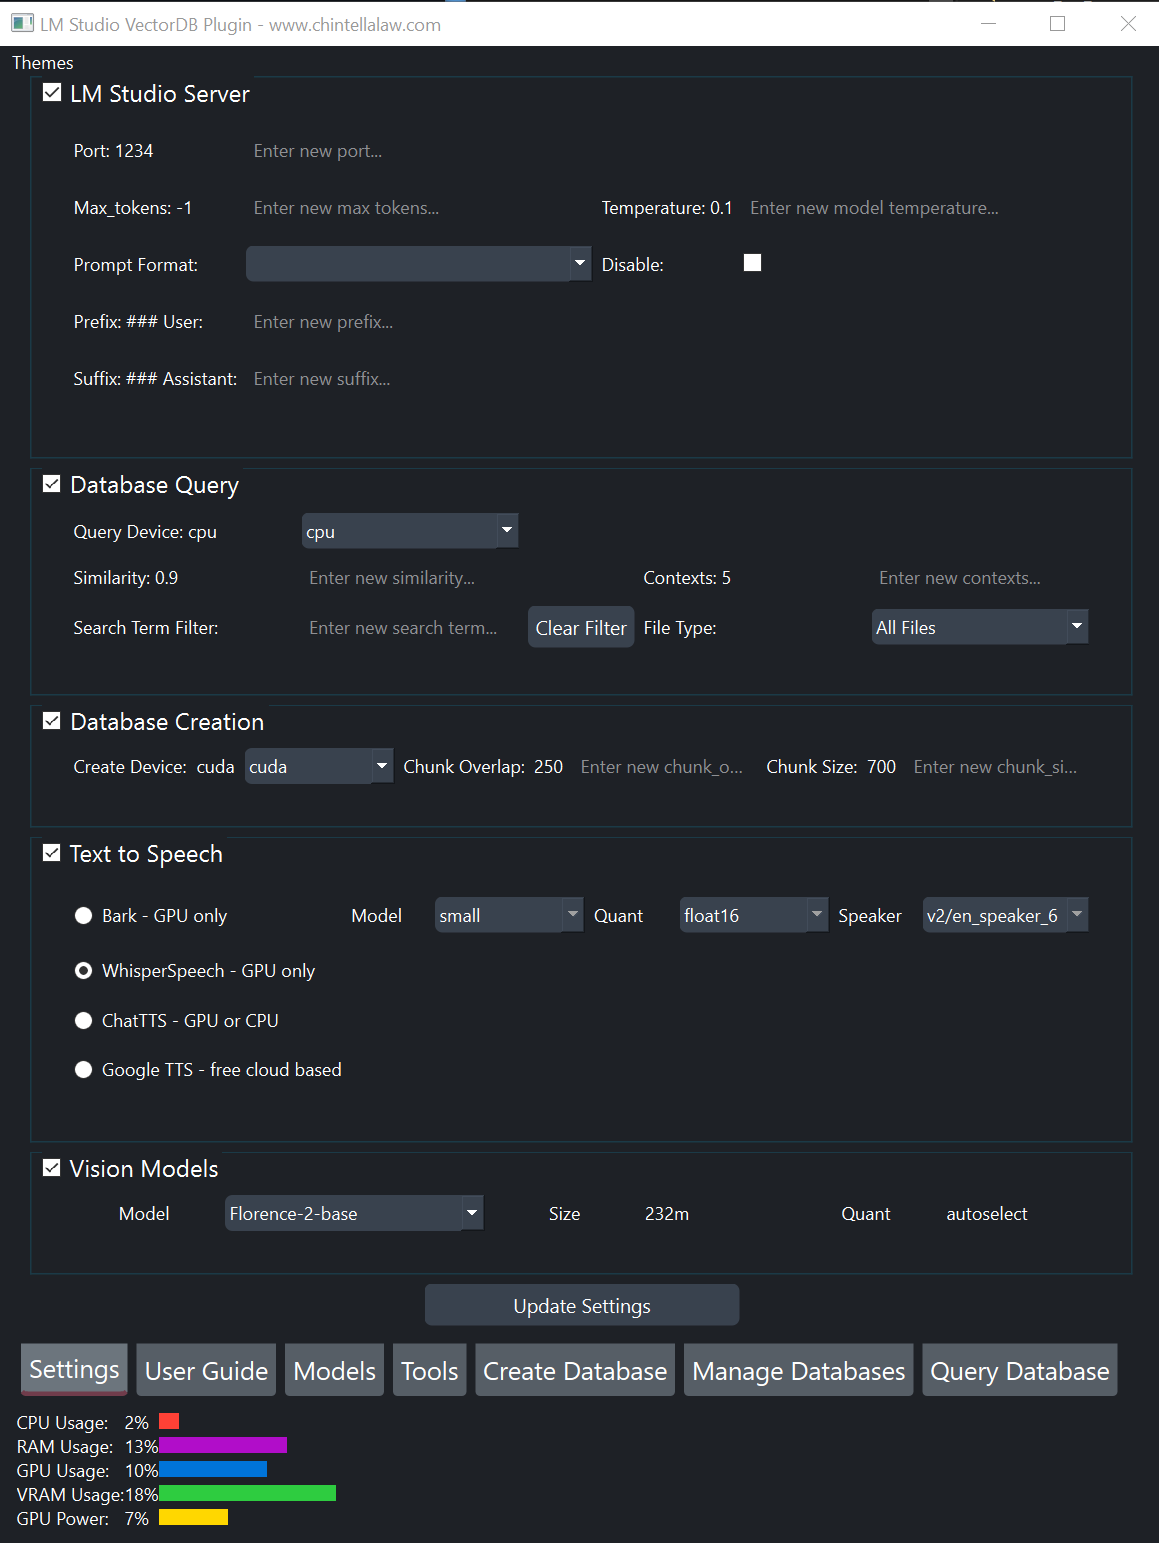 LM Studio VectorDB Plugin - www.chintellalaw.com
Themes
LM Studio Server
Port: 1234 Enter new port...
Max_tokens: -1 Enter new max tokens... Temperature: 0.1 Enter new model temperature...
Prompt Format: Disable:
Prefix: ### User: Enter new prefix...
Suffix: ### Assistant: Enter new suffix...
Database Query
Query Device: cpu cpu
Similarity: 0.9 Enter new similarity... Contexts: 5 Enter new contexts...
Search Term Filter: Enter new search term... Clear Filter File Type: All Files
Database Creation
Create Device: cuda cuda Chunk Overlap: 250 Enter new chunk_o... Chunk Size: 700 Enter new chunk_si...
Text to Speech
Bark - GPU only Model small Quant float16 Speaker v2/en_speaker_6
WhisperSpeech - GPU only
ChatTTS - GPU or CPU
Google TTS - free cloud based
Vision Models
Model Florence-2-base Size 232m Quant autoselect
Update Settings
Settings User Guide Models Tools Create Database Manage Databases Query Database
CPU Usage: 2%
RAM Usage: 13%
GPU Usage: 10%
VRAM Usage:18%
GPU Power: 7%